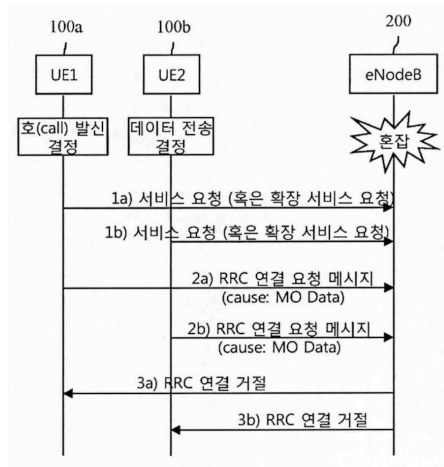 100a
100b
200
UE1
UE2
eNodeB
호(call) 발신
결정
데이터 전송
결정
혼잡
1a) 서비스 요청 (혹은 확장 서비스 요청)
1b) 서비스 요청 (혹은 확장 서비스 요청)
2a) RRC 연결 요청 메시지
(cause: MO Data)
2b) RRC 연결 요청 메시지
(cause: MO Data)
3a) RRC 연결 거절
3b) RRC 연결 거절